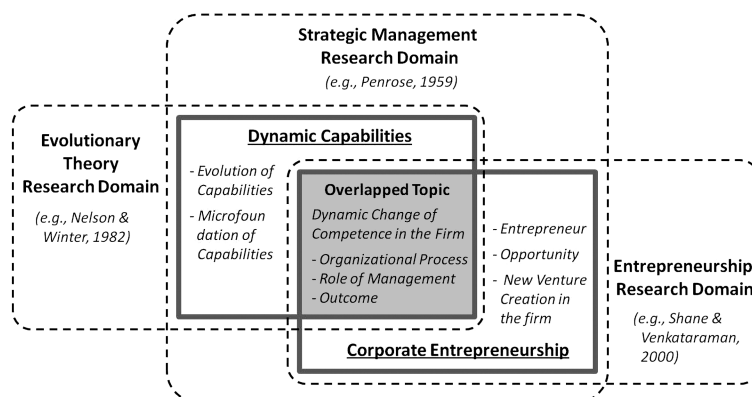 Strategic Management
Research Domain
(e.g., Penrose, 1959)
Evolutionary
Theory
Research Domain
(e.g., Nelson &
Winter, 1982)
Dynamic Capabilities
- Evolution of
Capabilities
- Microfoun
dation of
Capabilities
Overlapped Topic
Dynamic Change of
Competence in the Firm
- Organizational Process
- Role of Management
- Outcome
- Entrepreneur
- Opportunity
- New Venture
Creation in
the firm
Corporate Entrepreneurship
Entrepreneurship
Research Domain
(e.g., Shane &
Venkataraman,
2000)